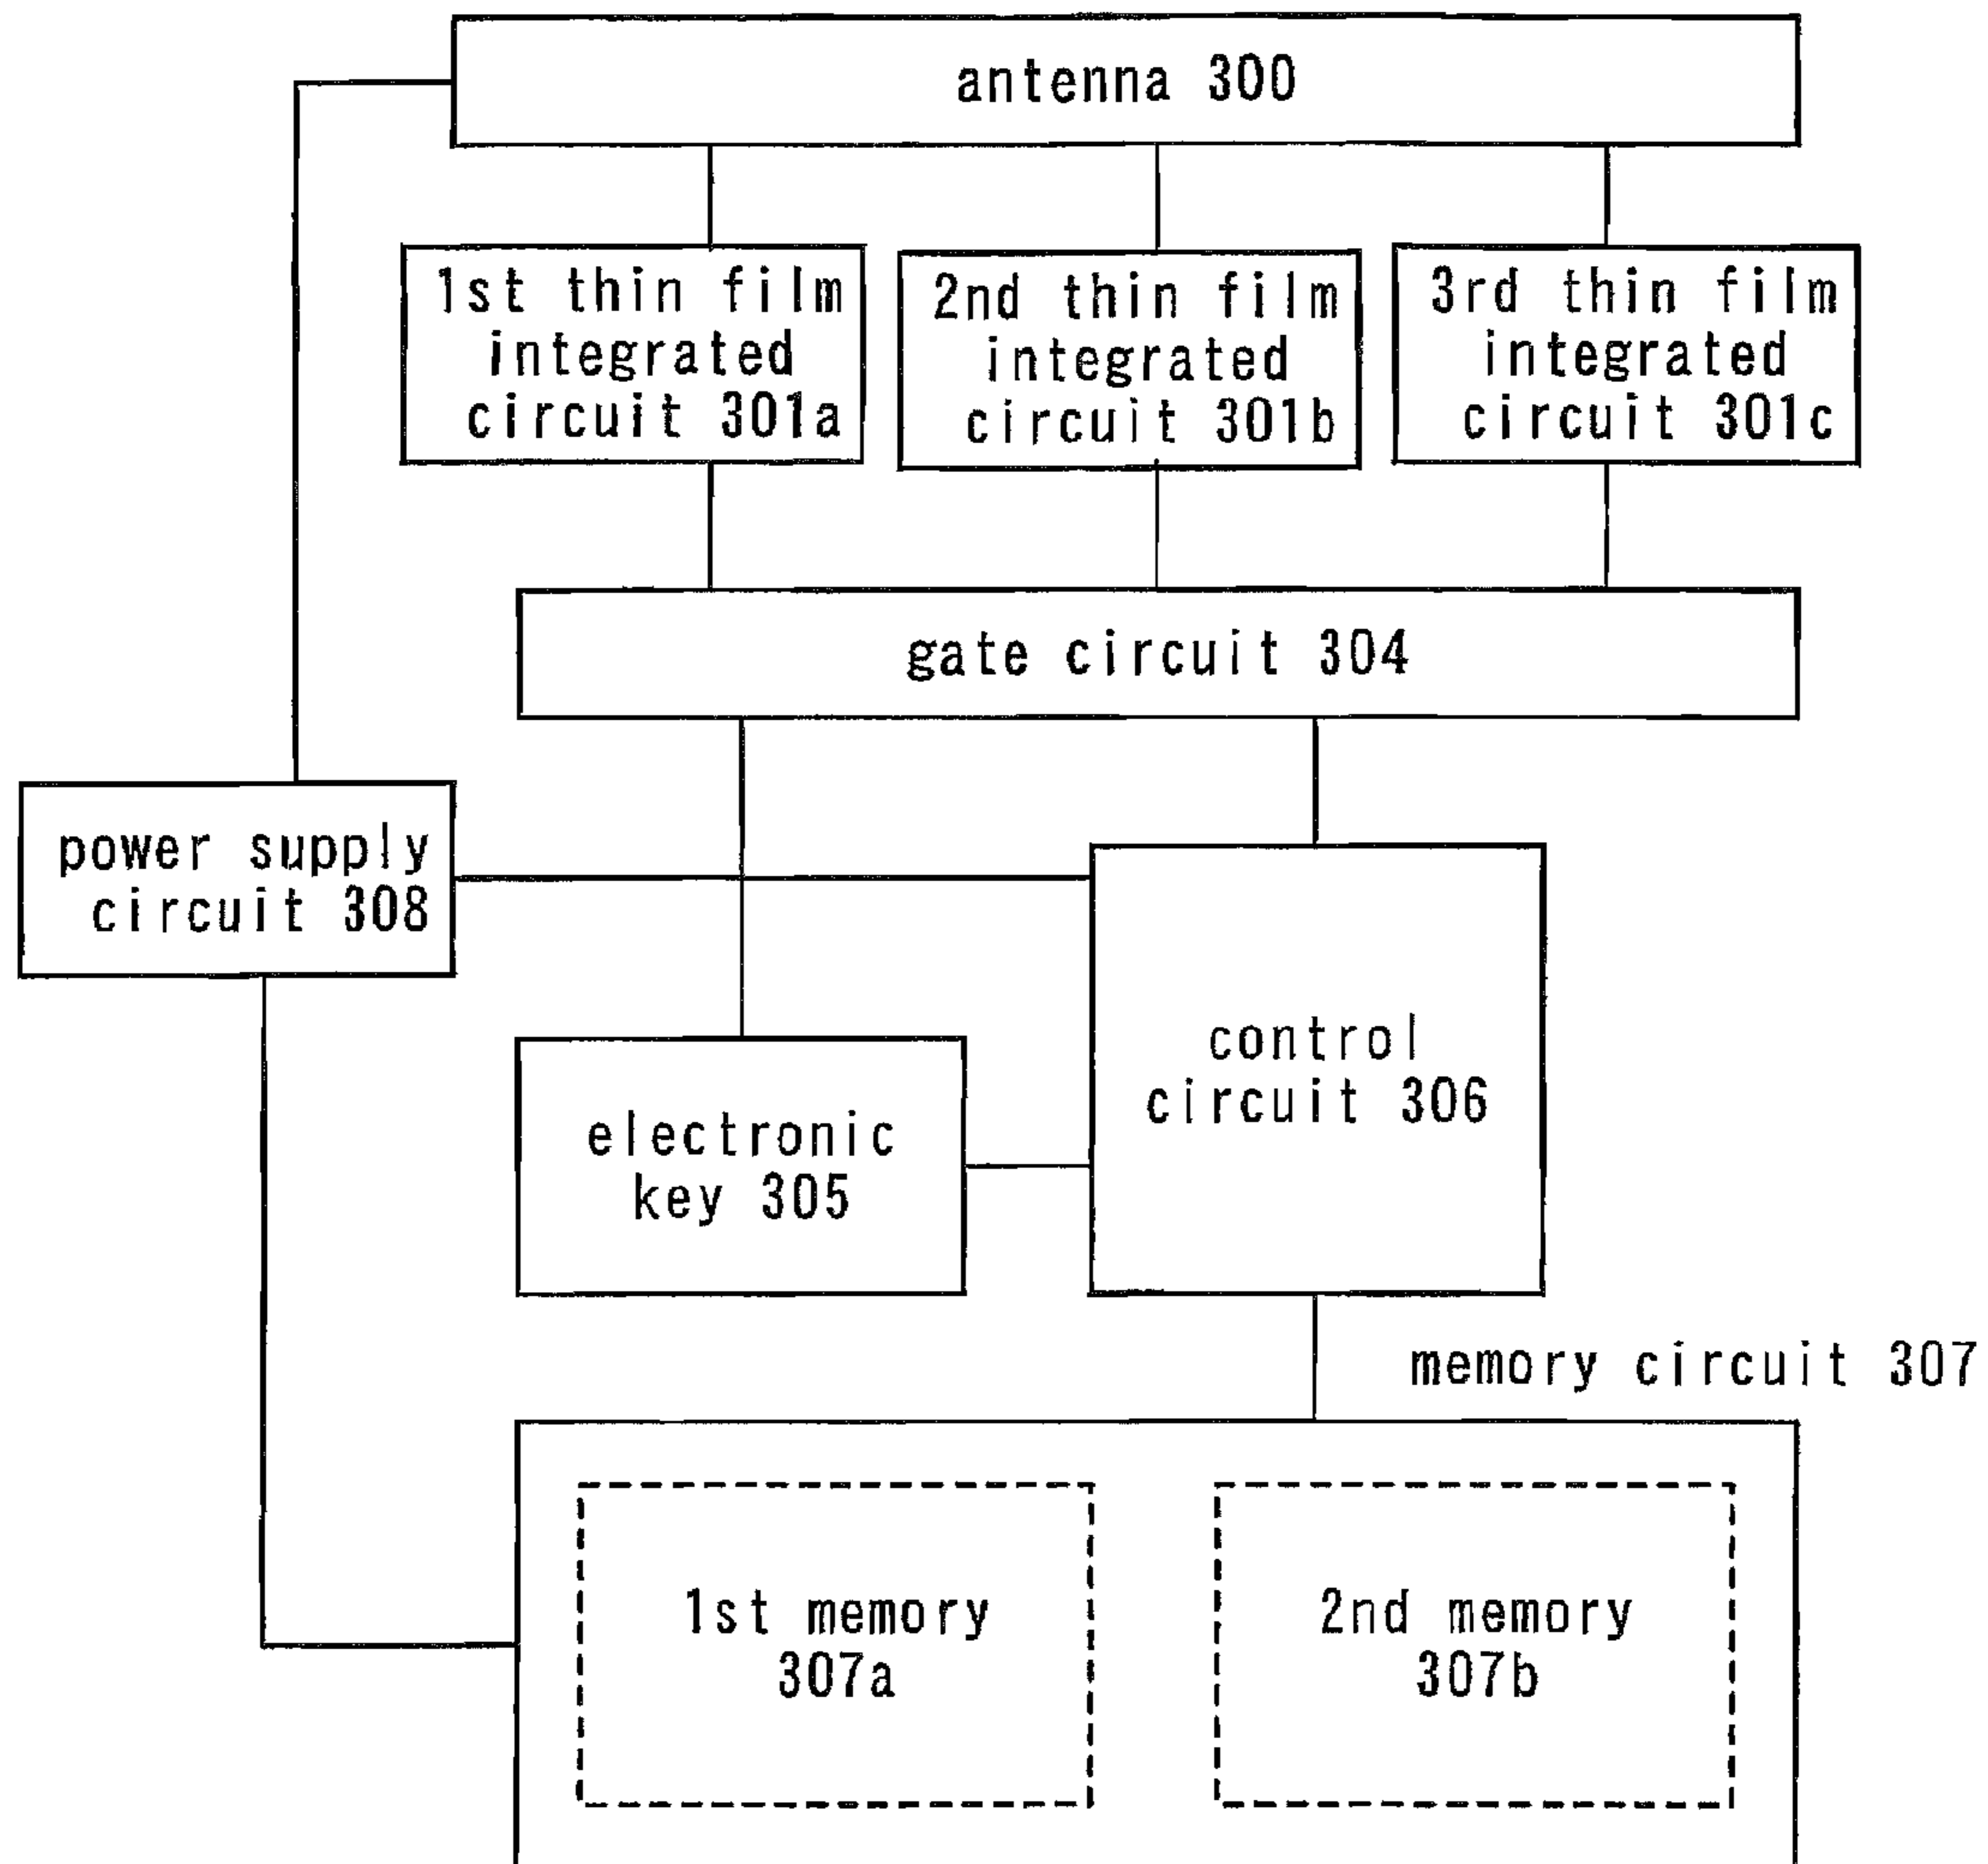 antenna 300
1st thin film
integrated
circuit 301a
2nd thin film
integrated
circuit 301b
3rd thin film
integrated
circuit 301c
gate circuit 304
power supply
circuit 308
control
circuit 306
electronic
key 305
memory circuit 307
1st memory
307a
2nd memory
307b